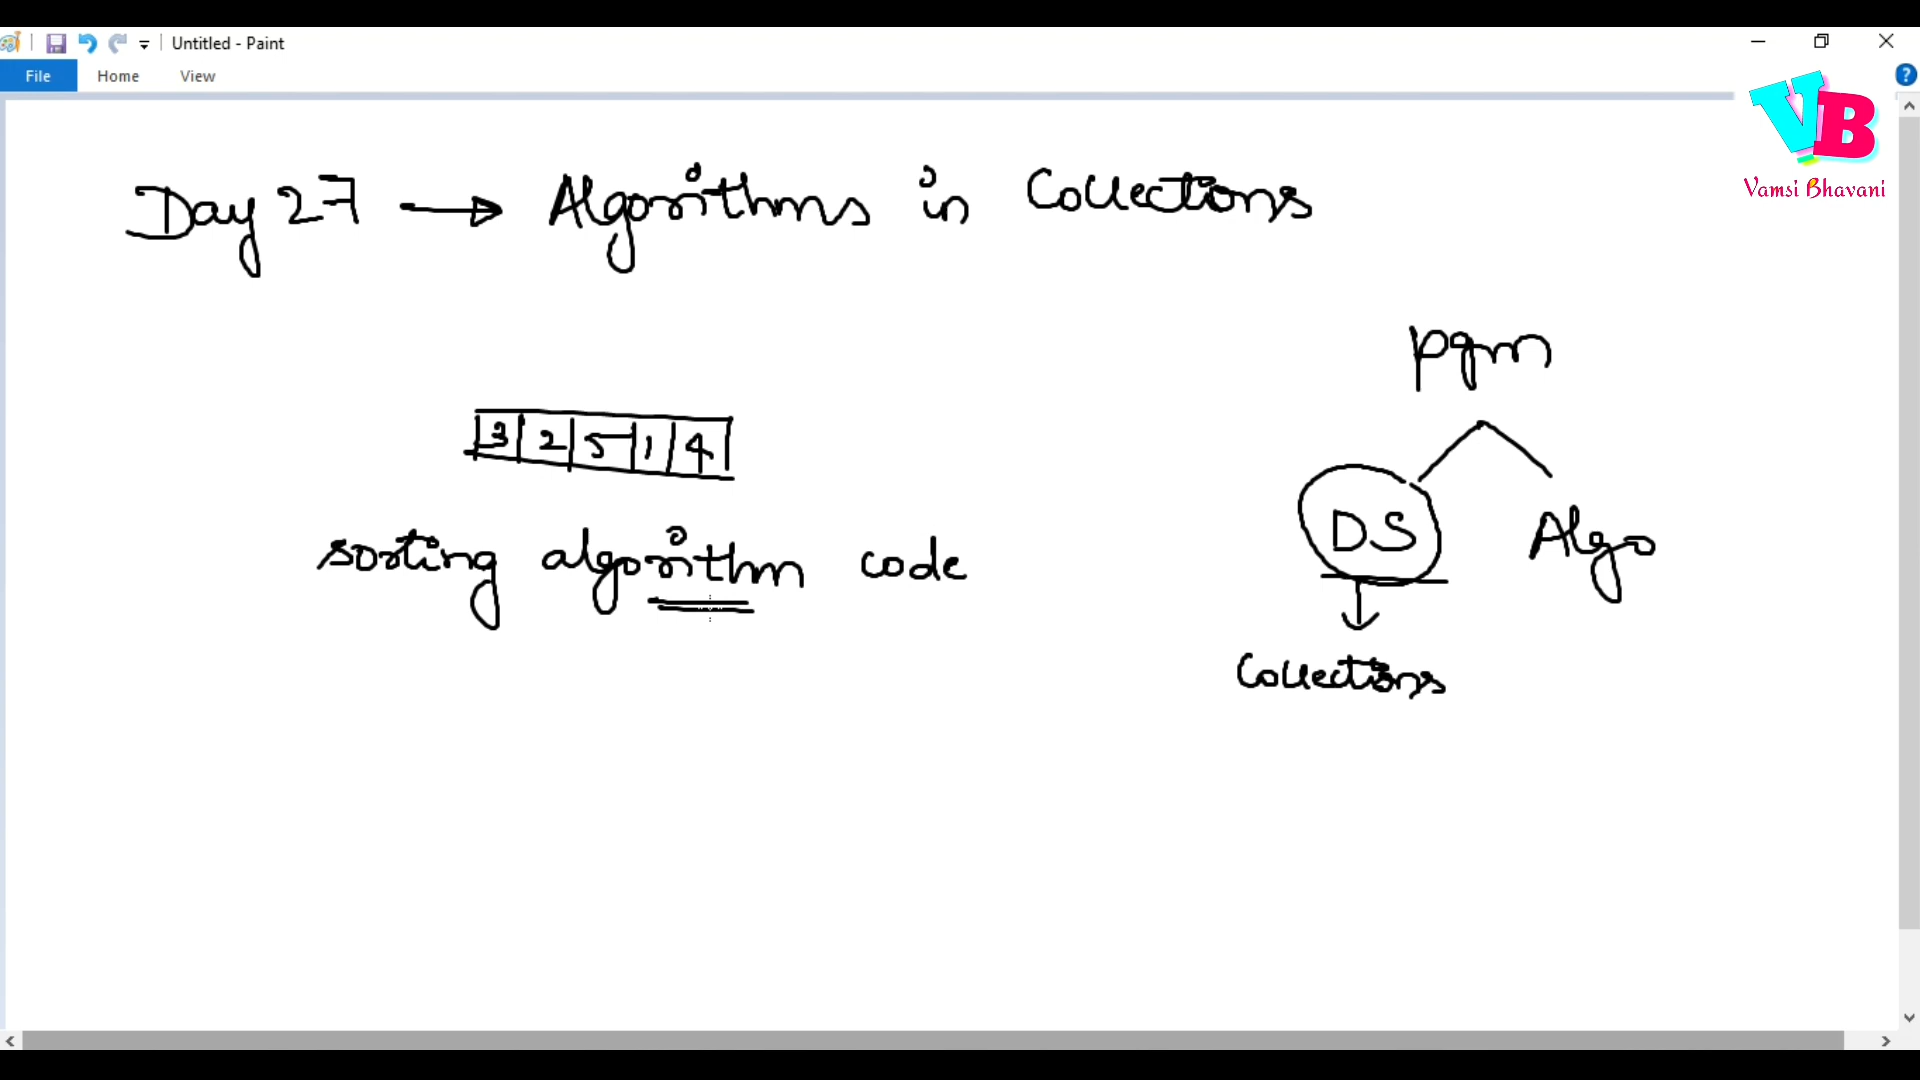 Untitled - Paint
File Home View
VB
Vamsi Bhavani
Day 27 → Algorithms in Collections
pgm
3 2 5 1 4
DS Algo
sorting algorithm code
Collections